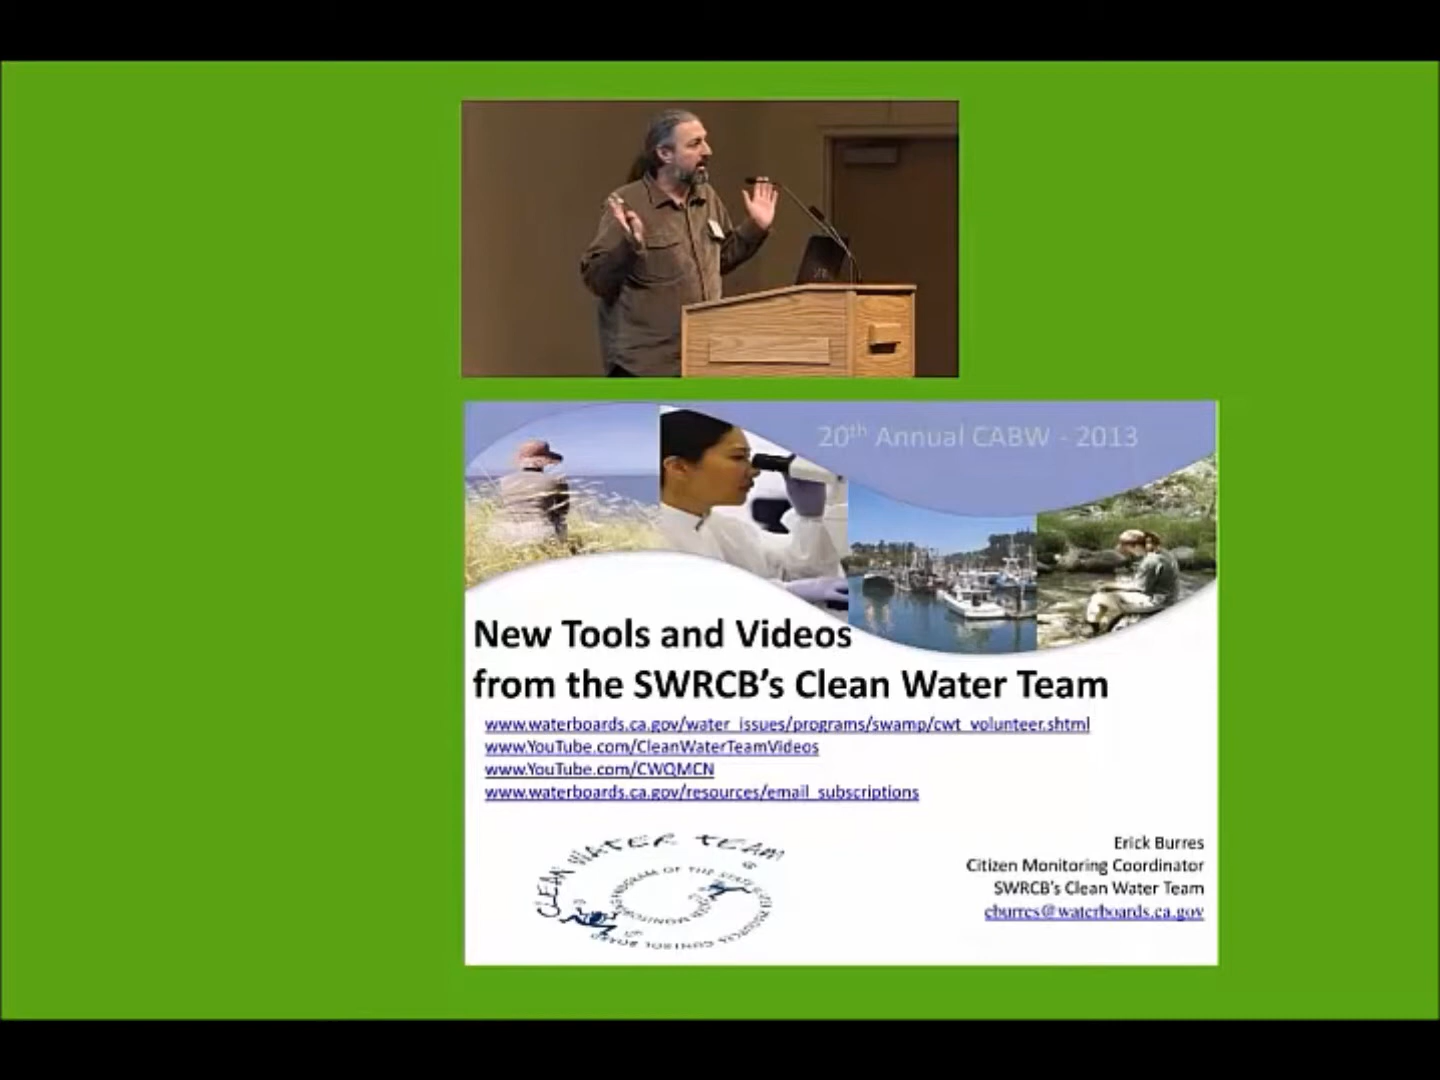 20th Annual CABW - 2013
New Tools and Videos
from the SWRCB's Clean Water Team
www.waterboards.ca.gov/water_issues/programs/swamp/cwt_volunteer.shtml
www.YouTube.com/CleanWaterTeamVideos
www.YouTube.com/CWQMCN
www.waterboards.ca.gov/resources/email_subscriptions
CLEAN WATER TEAM
Erick Burres
Citizen Monitoring Coordinator
SWRCB's Clean Water Team
eburres@waterboards.ca.gov